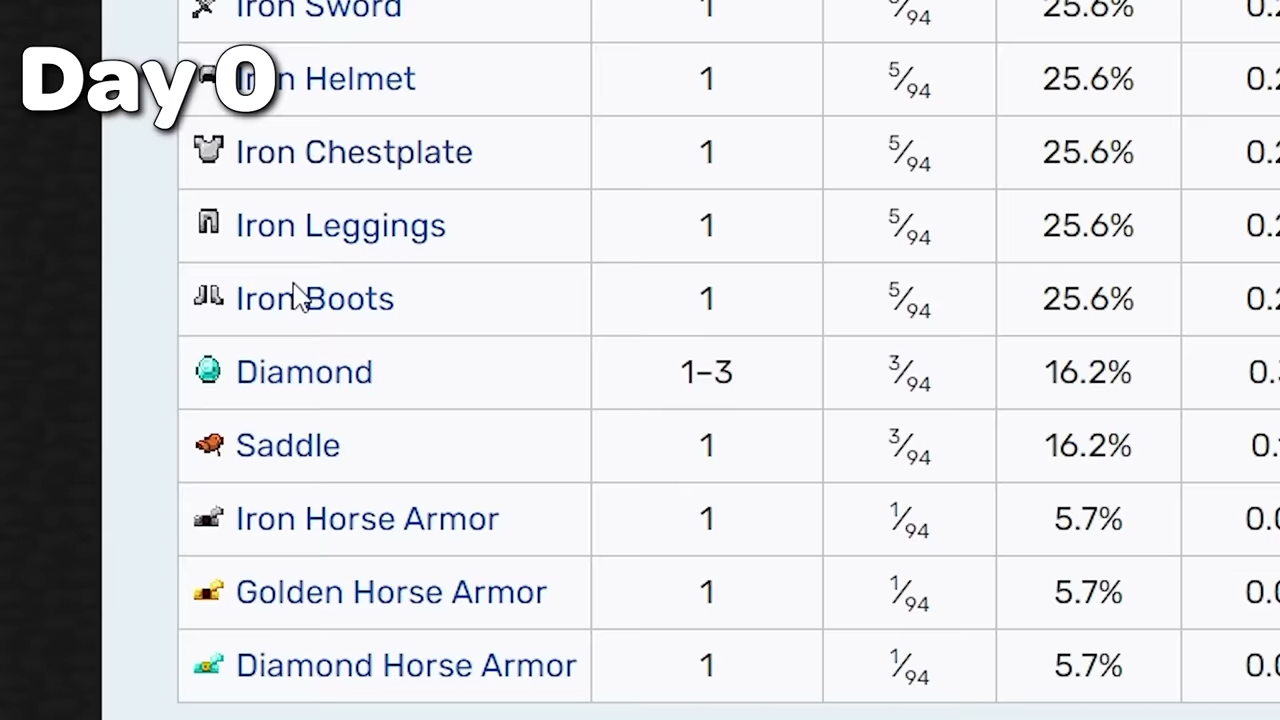 Iron Sword 1 5/94 25.6%
Day 0
Iron Helmet 1 5/94 25.6% 0.2
Iron Chestplate 1 5/94 25.6% 0.2
Iron Leggings 1 5/94 25.6% 0.2
Iron Boots 1 5/94 25.6% 0.2
Diamond 1–3 3/94 16.2% 0.
Saddle 1 3/94 16.2% 0.
Iron Horse Armor 1 1/94 5.7% 0.0
Golden Horse Armor 1 1/94 5.7% 0.0
Diamond Horse Armor 1 1/94 5.7% 0.0